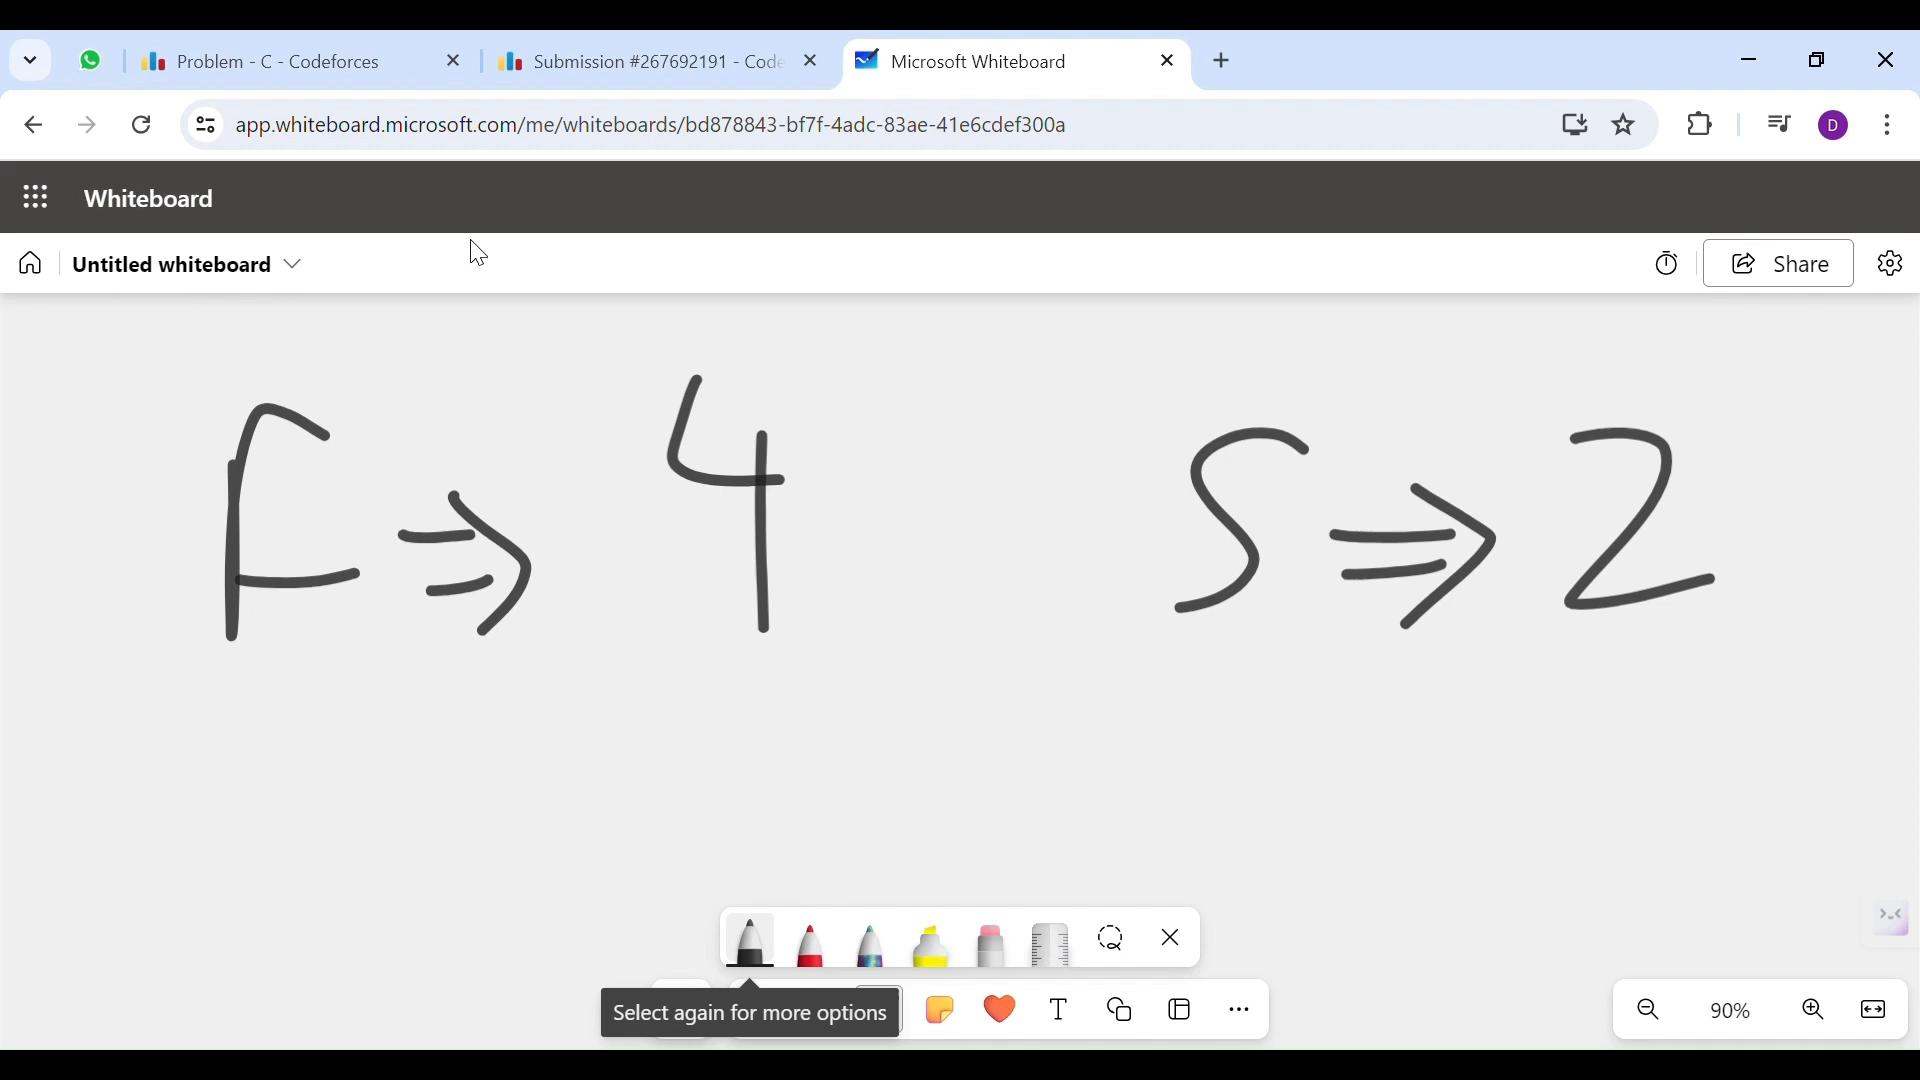 Problem - C - Codeforces
Submission #267692191 - Code
Microsoft Whiteboard
app.whiteboard.microsoft.com/me/whiteboards/bd878843-bf7f-4adc-83ae-41e6cdef300a
D
Whiteboard
Untitled whiteboard
Share
F ⇒ 4 S ⇒ 2
Select again for more options
T
90%